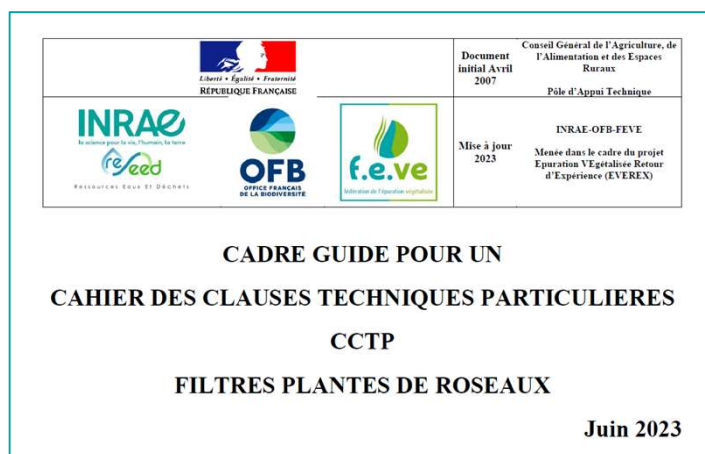 Liberté • Égalité • Fraternité
RÉPUBLIQUE FRANÇAISE
Document
initial Avril
2007
Conseil Général de l'Agriculture, de
l'Alimentation et des Espaces
Ruraux
Pôle d'Appui Technique
INRAE
la science pour la vie, l'humain, la terre
reseed
Ressources Eaux Et Déchets
OFB
OFFICE FRANÇAIS
DE LA BIODIVERSITÉ
f.e.ve
fédération de l'épuration végétalisée
Mise à jour
2023
INRAE-OFB-FEVE
Menée dans le cadre du projet
Epuration VEgétalisée Retour
d'Expérience (EVEREX)
CADRE GUIDE POUR UN
CAHIER DES CLAUSES TECHNIQUES PARTICULIERES
CCTP
FILTRES PLANTES DE ROSEAUX
Juin 2023